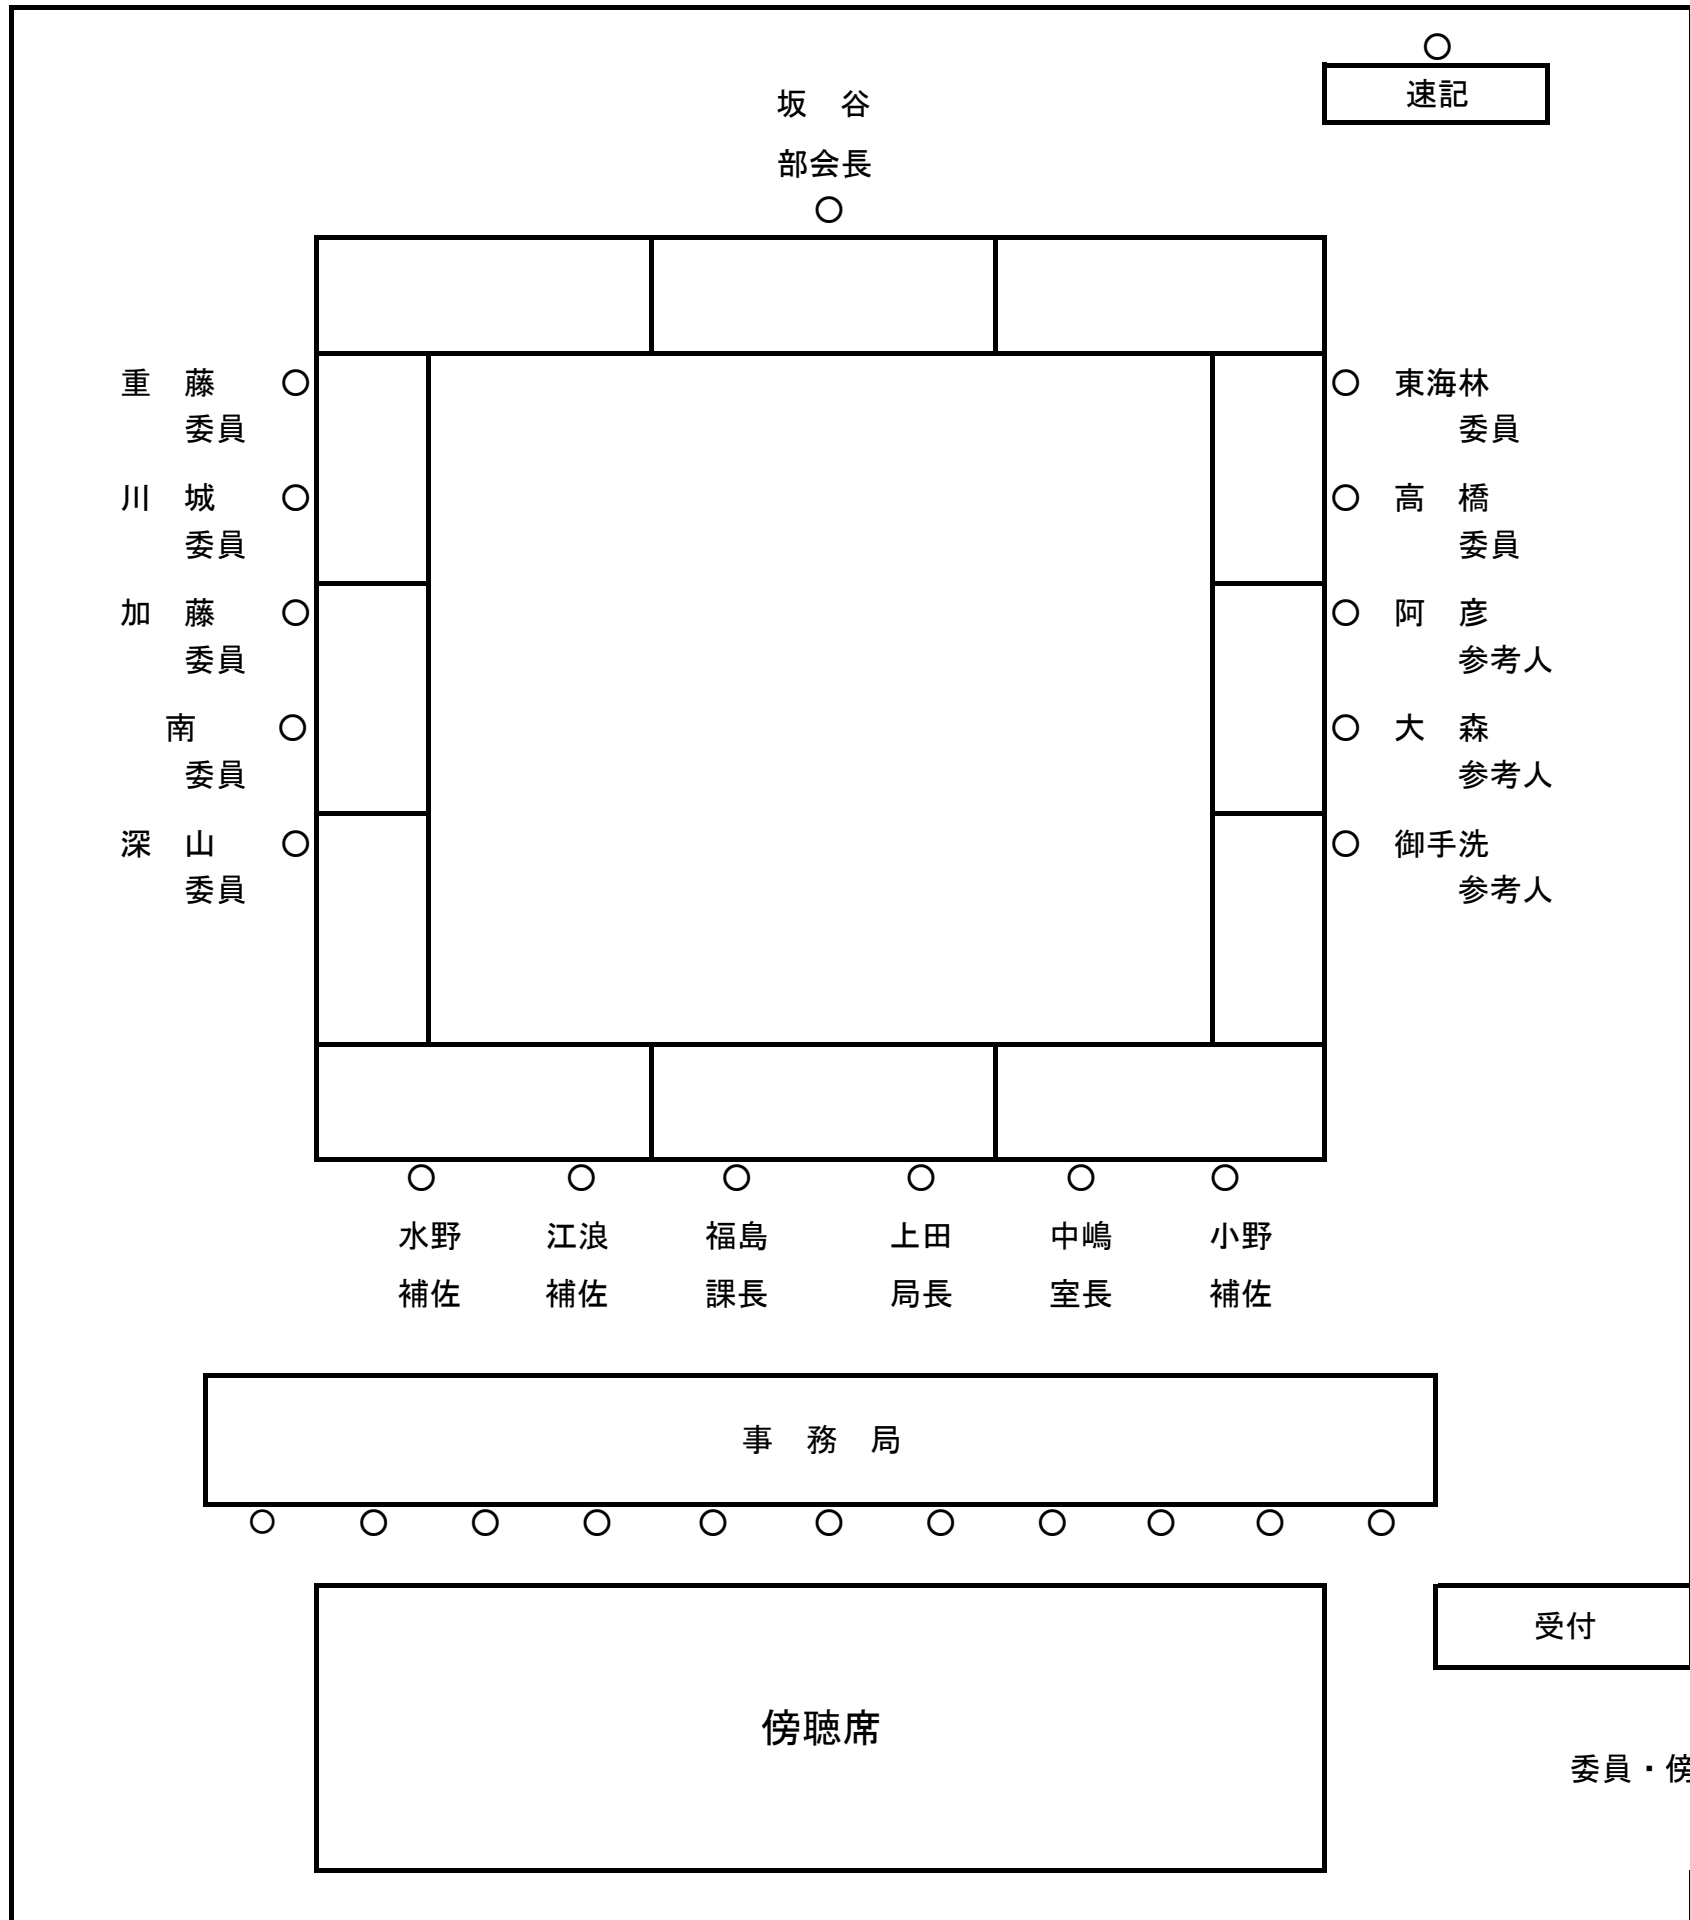 速記
坂　谷
部会長
重　藤
委員
川　城
委員
加　藤
委員
南
委員
深　山
委員
東海林
委員
高　橋
委員
阿　彦
参考人
大　森
参考人
御手洗
参考人
水野
補佐
江浪
補佐
福島
課長
上田
局長
中嶋
室長
小野
補佐
事　務　局
受付
傍聴席
委員・傍